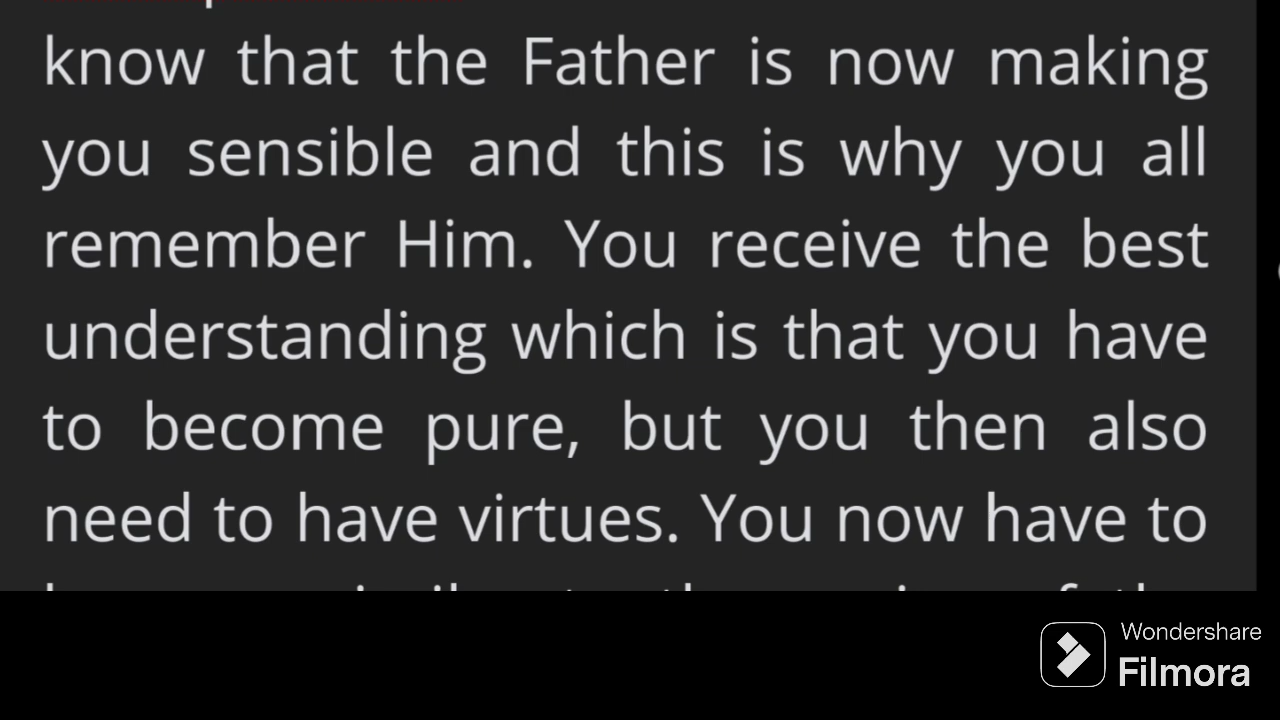 know that the Father is now making
you sensible and this is why you all
remember Him. You receive the best
understanding which is that you have
to become pure, but you then also
need to have virtues. You now have to
Wondershare
Filmora